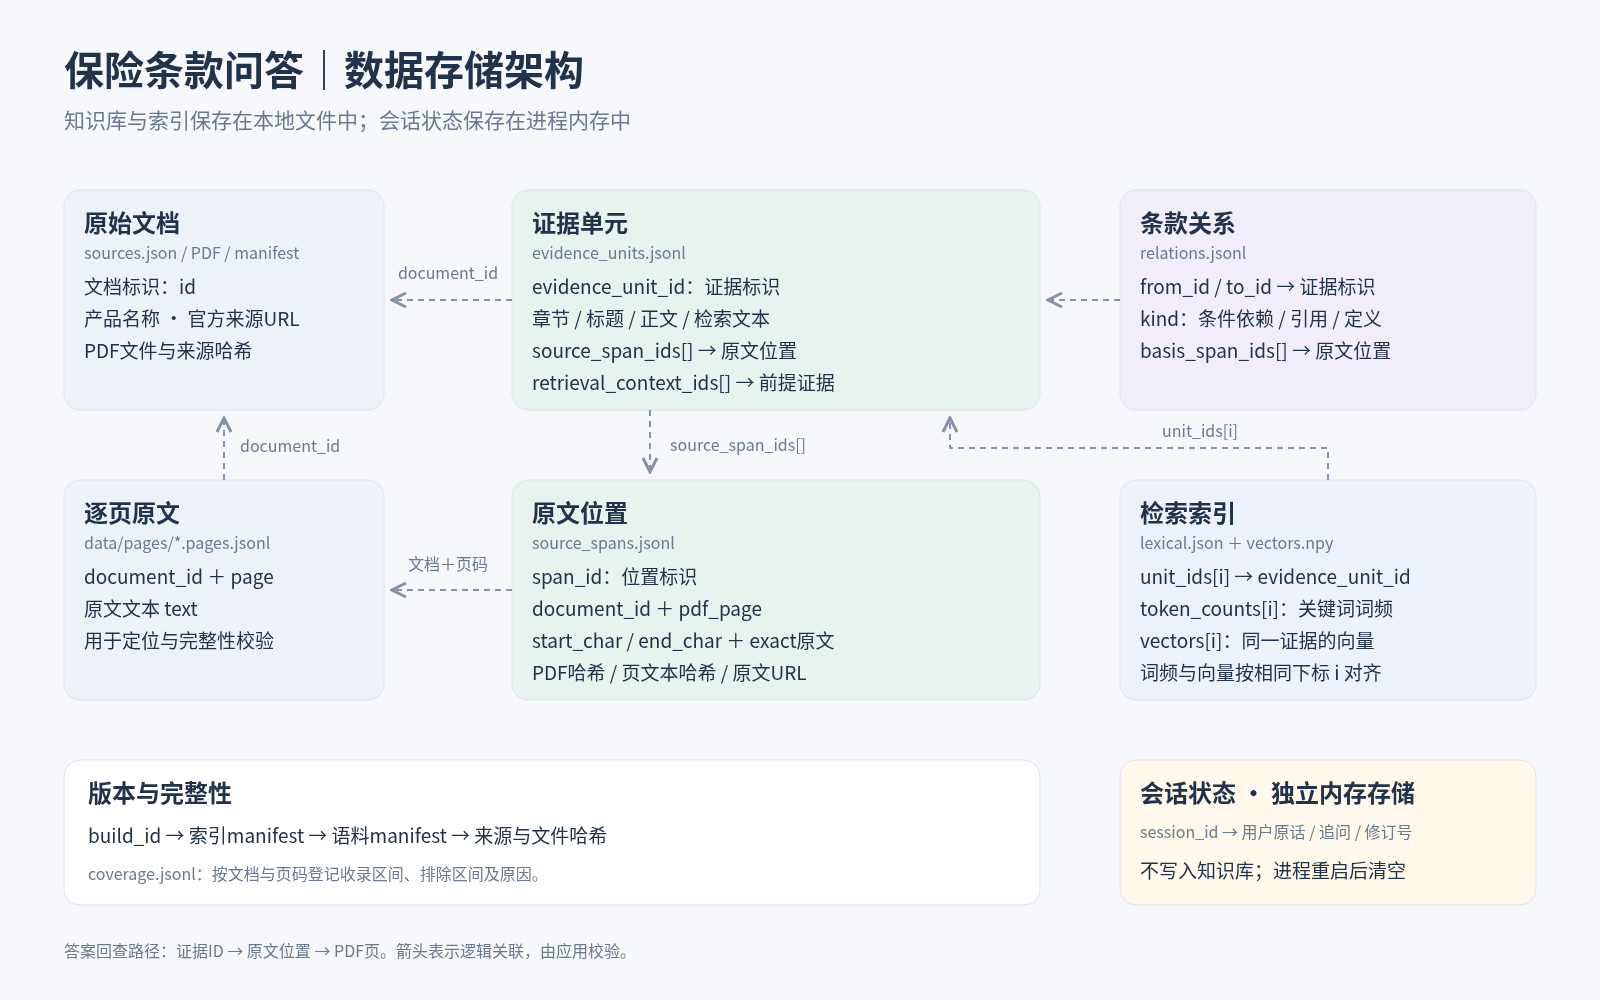 保险条款问答｜数据存储架构
知识库与索引保存在本地文件中；会话状态保存在进程内存中
原始文档
sources.json / PDF / manifest
文档标识：id
产品名称 · 官方来源URL
PDF文件与来源哈希
document_id
证据单元
evidence_units.jsonl
evidence_unit_id：证据标识
章节 / 标题 / 正文 / 检索文本
source_span_ids[] → 原文位置
retrieval_context_ids[] → 前提证据
条款关系
relations.jsonl
from_id / to_id → 证据标识
kind：条件依赖 / 引用 / 定义
basis_span_ids[] → 原文位置
document_id
source_span_ids[]
unit_ids[i]
逐页原文
data/pages/*.pages.jsonl
document_id ＋ page
原文文本 text
用于定位与完整性校验
文档＋页码
原文位置
source_spans.jsonl
span_id：位置标识
document_id ＋ pdf_page
start_char / end_char ＋ exact原文
PDF哈希 / 页文本哈希 / 原文URL
检索索引
lexical.json ＋ vectors.npy
unit_ids[i] → evidence_unit_id
token_counts[i]：关键词词频
vectors[i]：同一证据的向量
词频与向量按相同下标 i 对齐
版本与完整性
build_id → 索引manifest → 语料manifest → 来源与文件哈希
coverage.jsonl：按文档与页码登记收录区间、排除区间及原因。
会话状态 · 独立内存存储
session_id → 用户原话 / 追问 / 修订号
不写入知识库；进程重启后清空
答案回查路径：证据ID → 原文位置 → PDF页。箭头表示逻辑关联，由应用校验。